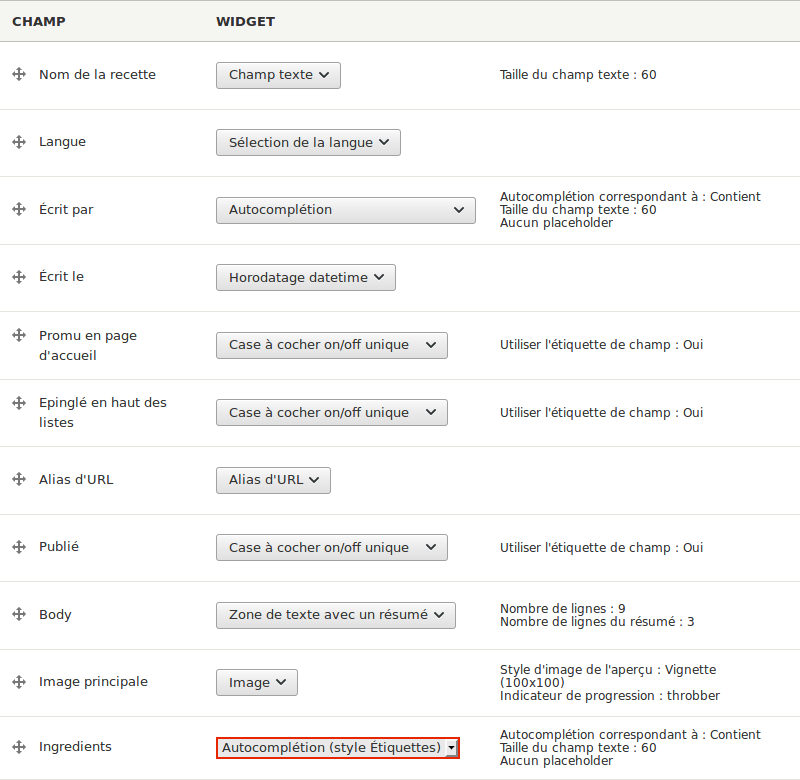 CHAMP WIDGET
Nom de la recette Champ texte Taille du champ texte : 60
Langue Sélection de la langue
Écrit par Autocomplétion Autocomplétion correspondant à : Contient
Taille du champ texte : 60
Aucun placeholder
Écrit le Horodatage datetime
Promu en page
d'accueil Case à cocher on/off unique Utiliser l'étiquette de champ : Oui
Epinglé en haut des
listes Case à cocher on/off unique Utiliser l'étiquette de champ : Oui
Alias d'URL Alias d'URL
Publié Case à cocher on/off unique Utiliser l'étiquette de champ : Oui
Body Zone de texte avec un résumé Nombre de lignes : 9
Nombre de lignes du résumé : 3
Image principale Image Style d'image de l'aperçu : Vignette
(100x100)
Indicateur de progression : throbber
Ingredients Autocomplétion (style Étiquettes) Autocomplétion correspondant à : Contient
Taille du champ texte : 60
Aucun placeholder